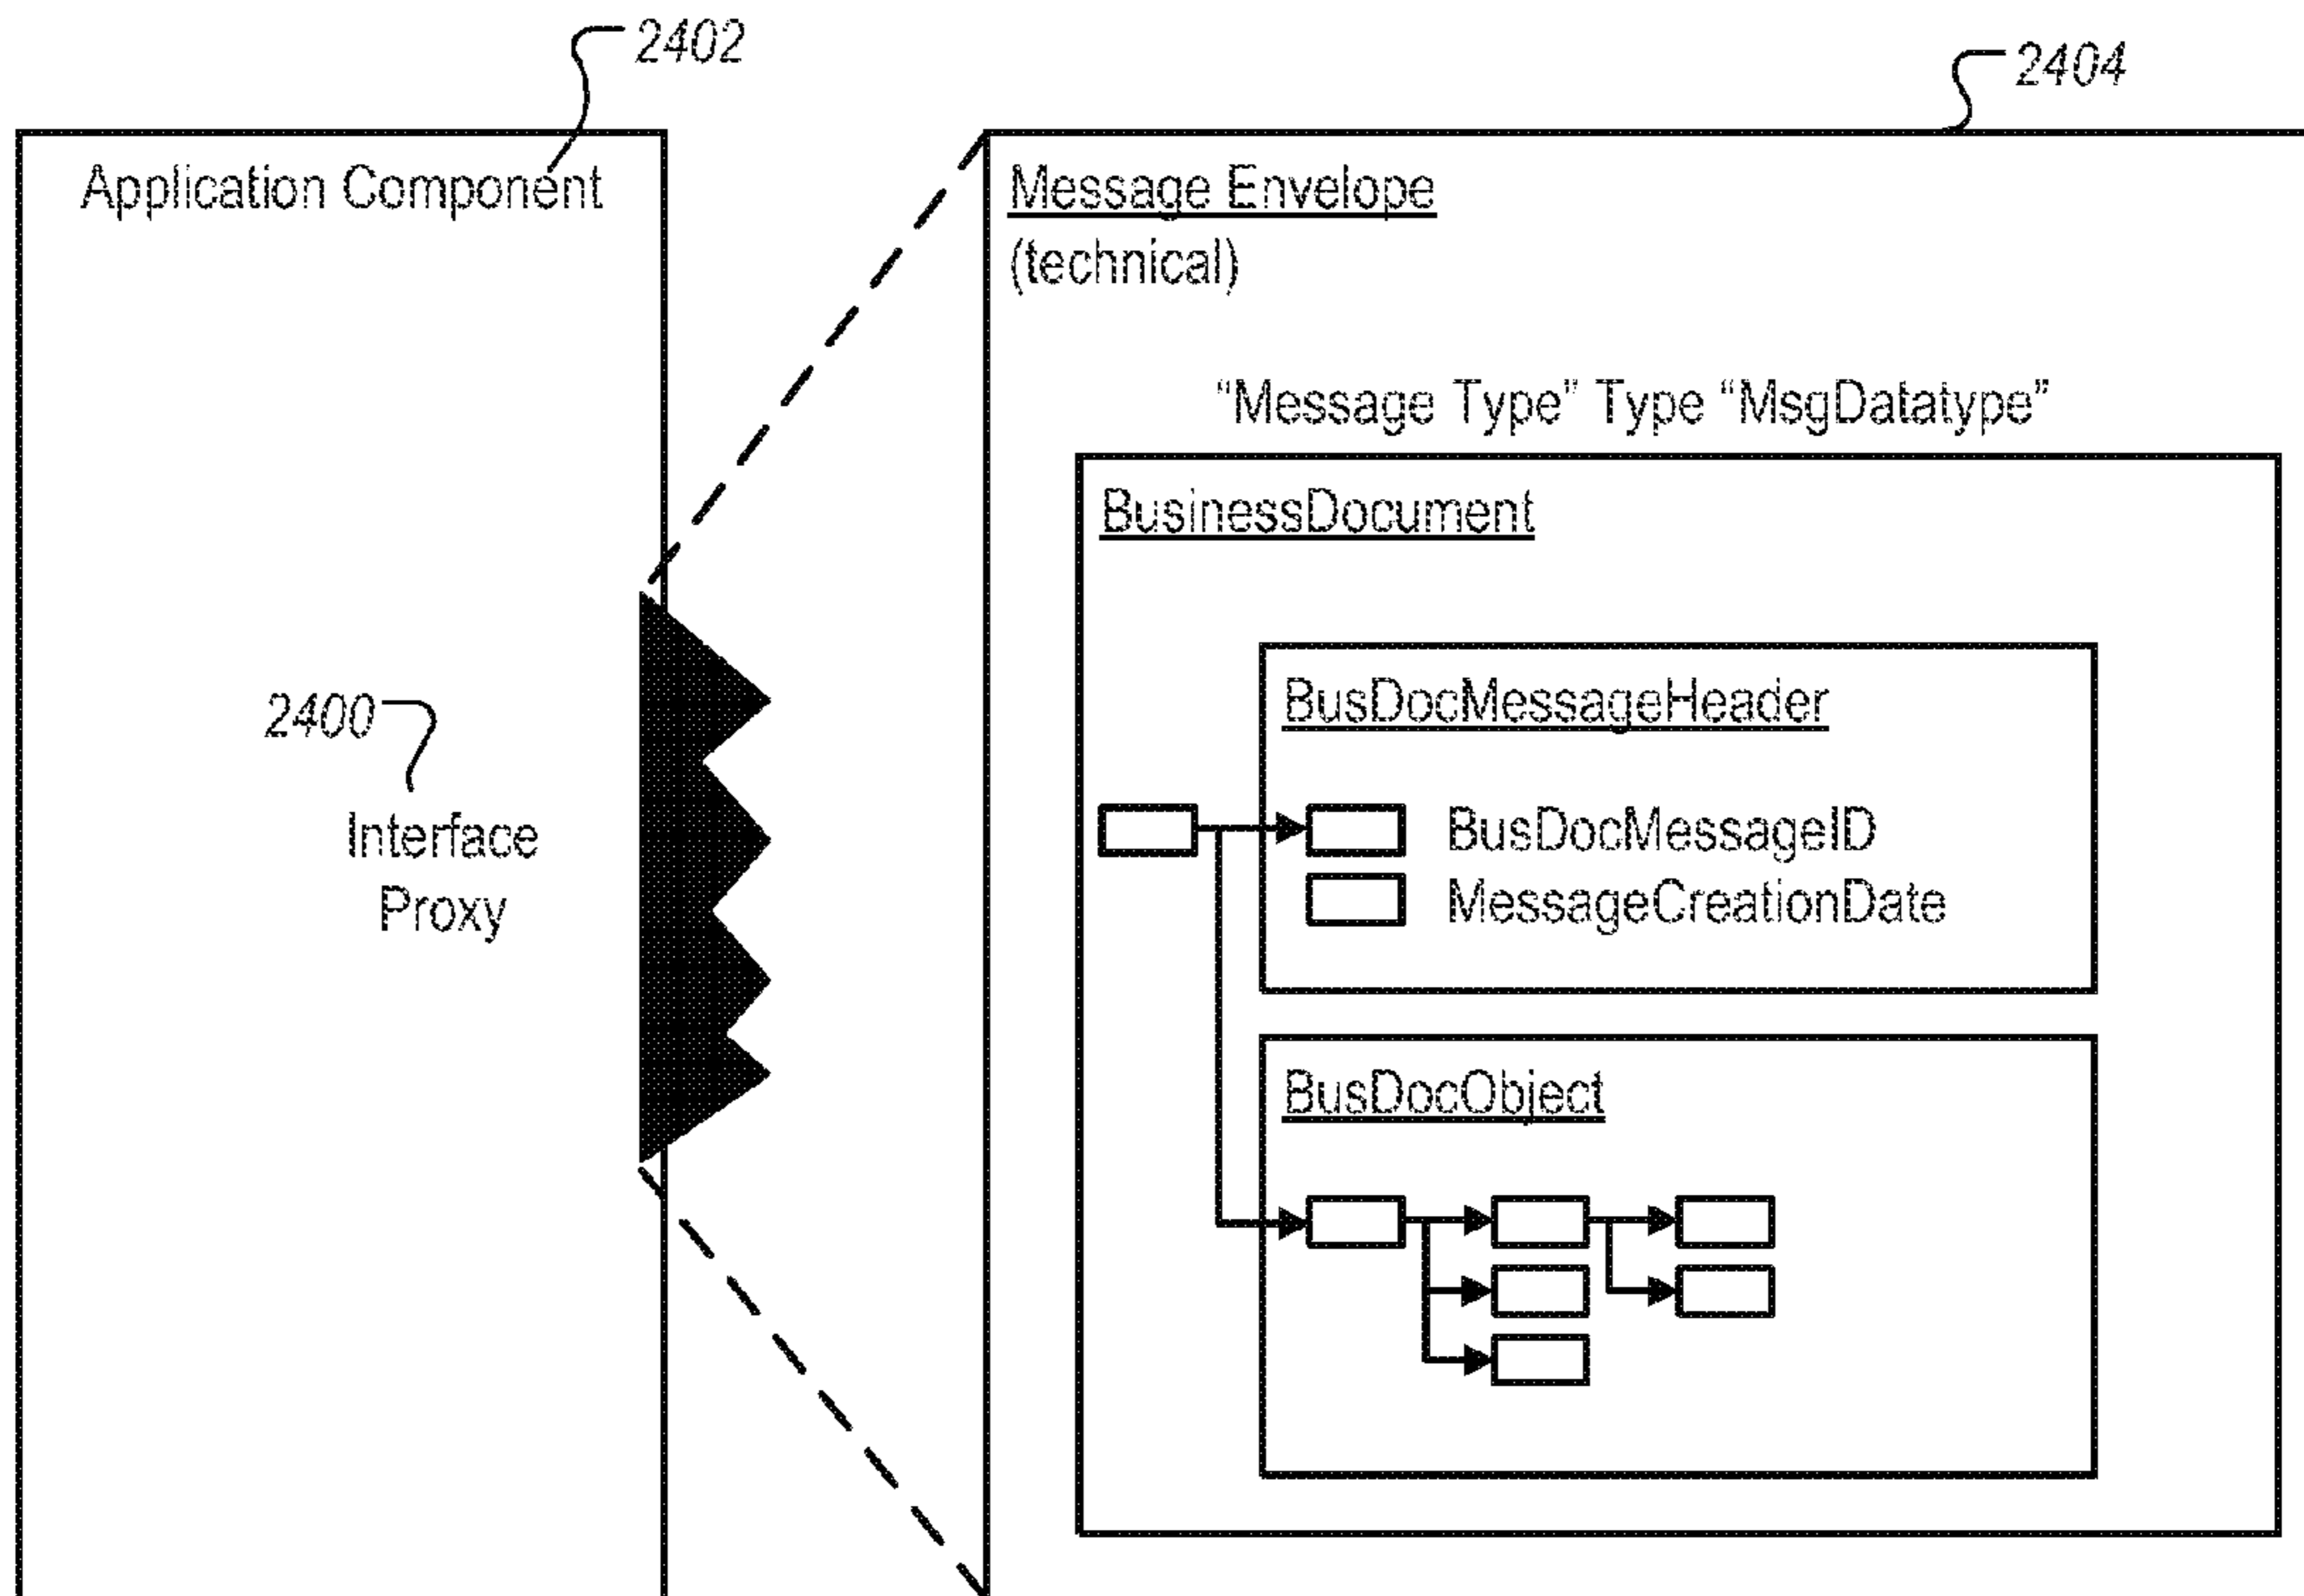 2402
2404
Application Component
Message Envelope
(technical)
“Message Type” Type “MsgDatatype”
BusinessDocument
BusDocMessageHeader
2400
Interface
Proxy
BusDocMessageID
MessageCreationDate
BusDocObject